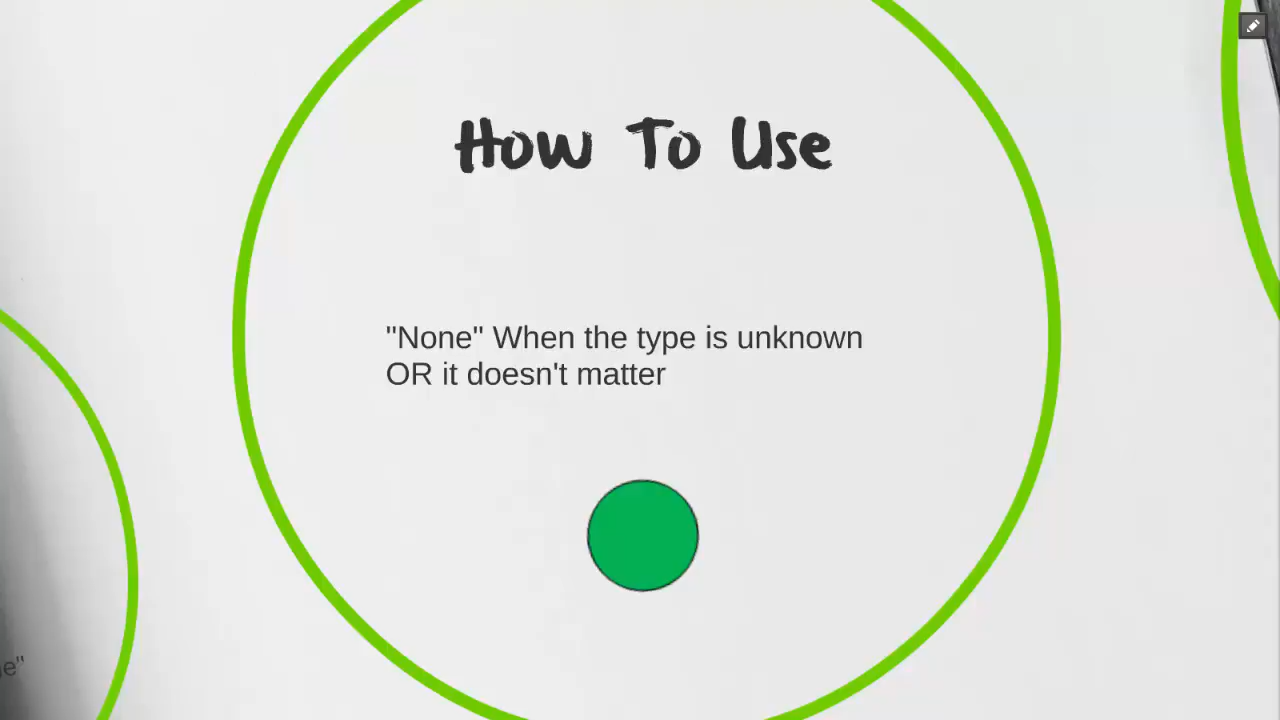 How To Use
"None" When the type is unknown
OR it doesn't matter
e"